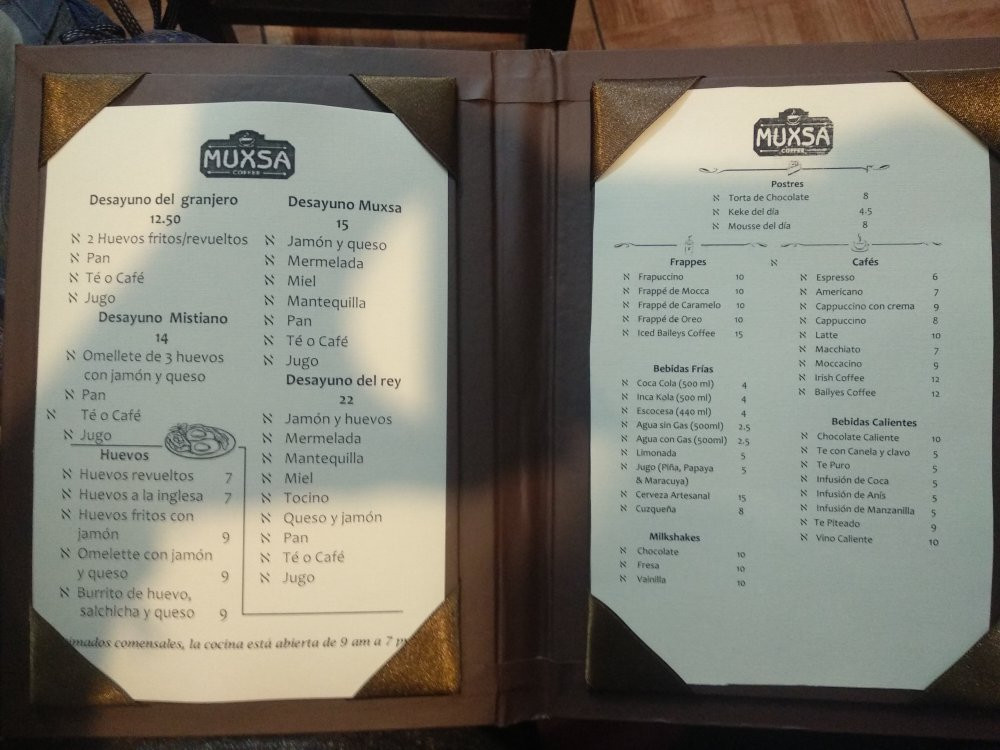 MUXSA
COFFEE
Desayuno del granjero
12.50
2 Huevos fritos/revueltos
Pan
Té o Café
Jugo
Desayuno Mistiano
14
Omellete de 3 huevos
con jamón y queso
Pan
Té o Café
Jugo
Huevos
Huevos revueltos 7
Huevos a la inglesa 7
Huevos fritos con
jamón 9
Omelette con jamón
y queso 9
Burrito de huevo,
salchicha y queso 9
Desayuno Muxsa
15
Jamón y queso
Mermelada
Miel
Mantequilla
Pan
Té o Café
Jugo
Desayuno del rey
22
Jamón y huevos
Mermelada
Mantequilla
Miel
Tocino
Queso y jamón
Pan
Té o Café
Jugo
comensales, la cocina está abierta de 9 am a 7
MUXSA
COFFEE
Postres
Torta de Chocolate 8
Keke del día 4.5
Mousse del día 8
Frappes
Frapuccino 10
Frappé de Mocca 10
Frappé de Caramelo 10
Frappé de Oreo 10
Iced Baileys Coffee 15
Bebidas Frías
Coca Cola (500 ml) 4
Inca Kola (500 ml) 4
Escocesa (440 ml) 4
Agua sin Gas (500ml) 2.5
Agua con Gas (500ml) 2.5
Limonada 5
Jugo (Piña, Papaya 5
& Maracuya)
Cerveza Artesanal 15
Cuzqueña 8
Milkshakes
Chocolate 10
Fresa 10
Vainilla 10
Cafés
Espresso 6
Americano 7
Cappuccino con crema 9
Cappuccino 8
Latte 10
Macchiato 7
Moccacino 9
Irish Coffee 12
Bailyes Coffee 12
Bebidas Calientes
Chocolate Caliente 10
Te con Canela y clavo 5
Te Puro 5
Infusión de Coca 5
Infusión de Anís 5
Infusión de Manzanilla 5
Te Piteado 9
Vino Caliente 10